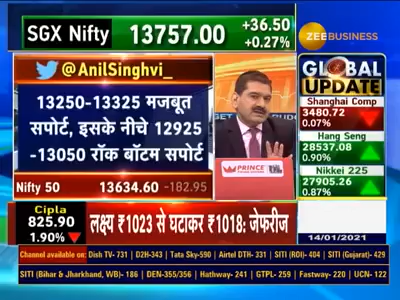 SGX Nifty
13757.00
+36.50
+0.27%
ZEE BUSINESS
@AnilSinghvi_
13250-13325 मजबूत
सपोर्ट, इसके नीचे 12925
-13050 रॉक बॉटम सपोर्ट
Nifty 50 13634.60 -182.95
PRINCE
GLOBAL
UPDATE
Shanghai Comp
3480.72
0.07%
Hang Seng
28537.08
0.90%
Nikkei 225
27905.26
0.87%
Cipla
825.90
1.90%
लक्ष्य ₹1023 से घटाकर ₹1018: जेफरीज
14/01/2021
Channel available on: Dish TV- 731 | D2H-343 | Tata Sky-590 | Airtel DTH- 331 | SITI (ROI)- 404 | SITI (Gujarat)- 429
SITI (Bihar & Jharkhand, WB)- 186 | DEN-355/356 | Hathway- 241 | GTPL- 259 | Fastway- 220 | UCN- 122